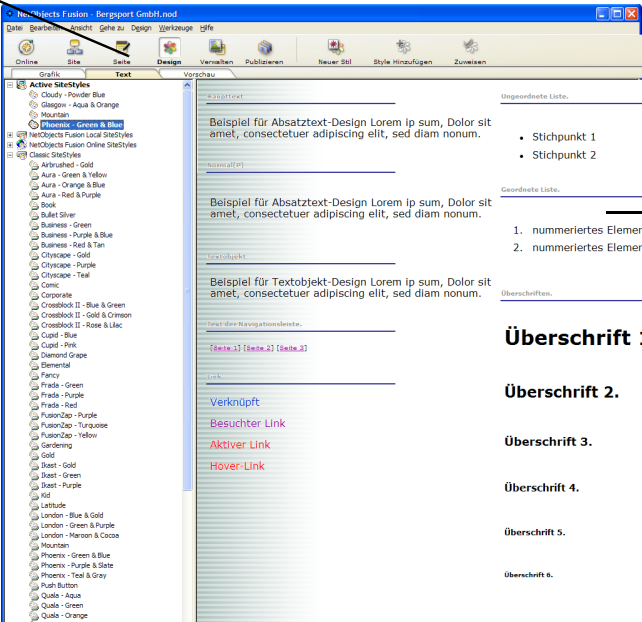 NetObjects Fusion - Bergsport GmbH.nod
Datei Bearbeiten Ansicht Gehe zu Design Werkzeuge Hilfe
Online Site Seite Design Verwalten Publizieren Neuer Stil Style Hinzufügen Zuweisen
Grafik Text Vorschau
Active SiteStyles
Cloudy - Powder Blue
Glasgow - Aqua & Orange
Mountain
Phoenix - Green & Blue
NetObjects Fusion Local SiteStyles
NetObjects Fusion Online SiteStyles
Classic SiteStyles
Airbrushed - Gold
Aura - Green & Yellow
Aura - Orange & Blue
Aura - Red & Purple
Book
Bullet Silver
Business - Green
Business - Purple & Blue
Business - Red & Tan
Cityscape - Gold
Cityscape - Purple
Cityscape - Teal
Comic
Corporate
Crossblock II - Blue & Green
Crossblock II - Gold & Crimson
Crossblock II - Rose & Lilac
Cupid - Blue
Cupid - Pink
Diamond Grape
Elemental
Fancy
Frada - Green
Frada - Purple
Frada - Red
FusionZap - Purple
FusionZap - Turquoise
FusionZap - Yellow
Gardening
Gold
Ikast - Gold
Ikast - Green
Ikast - Purple
Kid
Latitude
London - Blue & Gold
London - Green & Purple
London - Maroon & Cocoa
Mountain
Phoenix - Green & Blue
Phoenix - Purple & Slate
Phoenix - Teal & Gray
Push Button
Quala - Aqua
Quala - Green
Quala - Orange
Haupttext
Beispiel für Absatztext-Design Lorem ip sum, Dolor sit
amet, consectetuer adipiscing elit, sed diam nonum.
Normal(P)
Beispiel für Absatztext-Design Lorem ip sum, Dolor sit
amet, consectetuer adipiscing elit, sed diam nonum.
Textobjekt
Beispiel für Textobjekt-Design Lorem ip sum, Dolor sit
amet, consectetuer adipiscing elit, sed diam nonum.
Text der Navigationsleiste.
[Seite 1] [Seite 2] [Seite 3]
Link
Verknüpft
Besuchter Link
Aktiver Link
Hover-Link
Ungeordnete Liste.
• Stichpunkt 1
• Stichpunkt 2
Geordnete Liste.
1. nummeriertes Elemen
2. nummeriertes Elemen
Überschriften.
Überschrift 1
Überschrift 2.
Überschrift 3.
Überschrift 4.
Überschrift 5.
Überschrift 6.